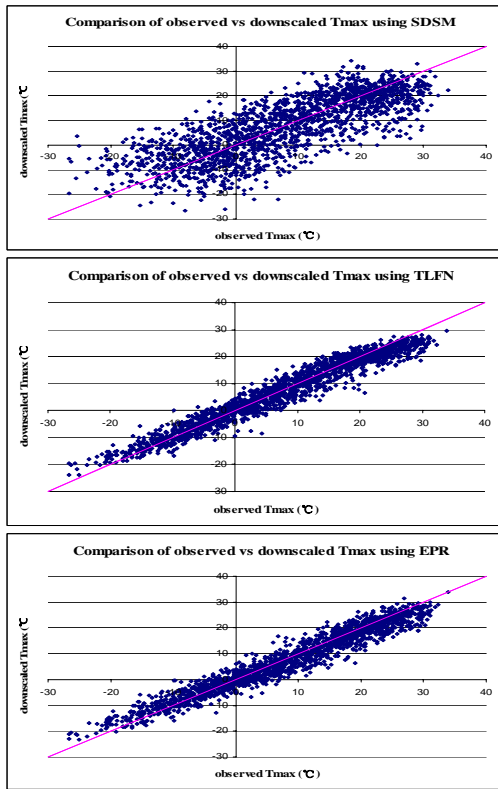 Comparison of observed vs downscaled Tmax using SDSM
downscaled Tmax (℃
40
30
20
10
-30 -20 -10 0 10 20 30 40
-10
-20
-30
observed Tmax (℃)
Comparison of observed vs downscaled Tmax using TLFN
downscaled Tmax (℃
40
30
20
10
-30 -20 -10 0 10 20 30 40
10
20
30
observed Tmax (℃)
Comparison of observed vs downscaled Tmax using EPR
downscaled Tmax (℃
40
30
20
10
-30 -20 -10 0 10 20 30 40
-10
-20
-30
observed Tmax (℃)